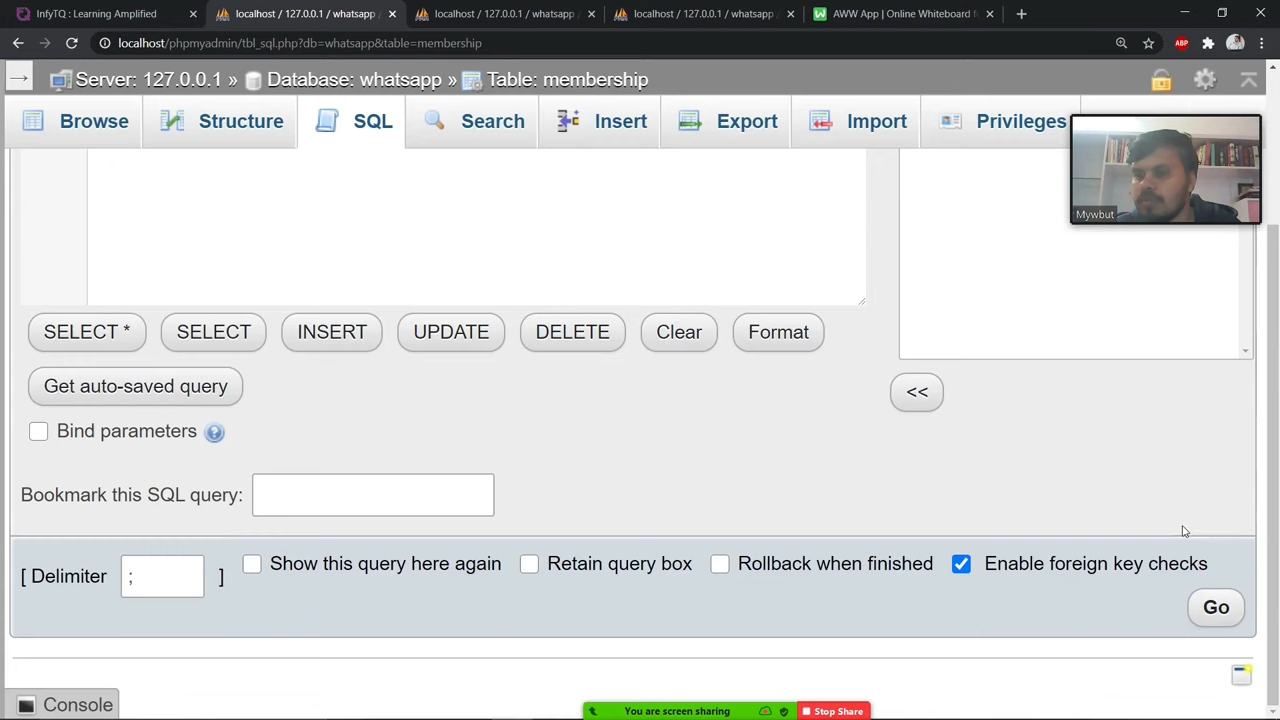 InfyTQ : Learning Amplified
localhost / 127.0.0.1 / whatsapp
localhost / 127.0.0.1 / whatsapp
localhost / 127.0.0.1 / whatsapp
AWW App | Online Whiteboard f
localhost/phpmyadmin/tbl_sql.php?db=whatsapp&table=membership
ABP
Server: 127.0.0.1 » Database: whatsapp » Table: membership
Browse Structure SQL Search Insert Export Import Privileges
Mywbut
SELECT * SELECT INSERT UPDATE DELETE Clear Format
Get auto-saved query
<<
Bind parameters
Bookmark this SQL query:
[ Delimiter ; ] Show this query here again Retain query box Rollback when finished Enable foreign key checks
Go
Console
You are screen sharing Stop Share